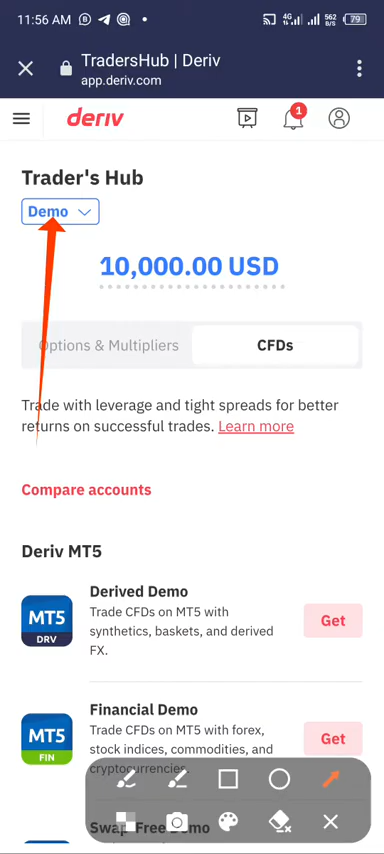 11:56 AM
4G
562
B/S
79
TradersHub | Deriv
app.deriv.com
deriv
1
Trader's Hub
Demo
10,000.00 USD
Options & Multipliers
CFDs
Trade with leverage and tight spreads for better
returns on successful trades. Learn more
Compare accounts
Deriv MT5
MT5
DRV
Derived Demo
Trade CFDs on MT5 with
synthetics, baskets, and derived
FX.
Get
MT5
FIN
Financial Demo
Trade CFDs on MT5 with forex,
stock indices, commodities, and
cryptocurrencies.
Get
Swap-Free Demo